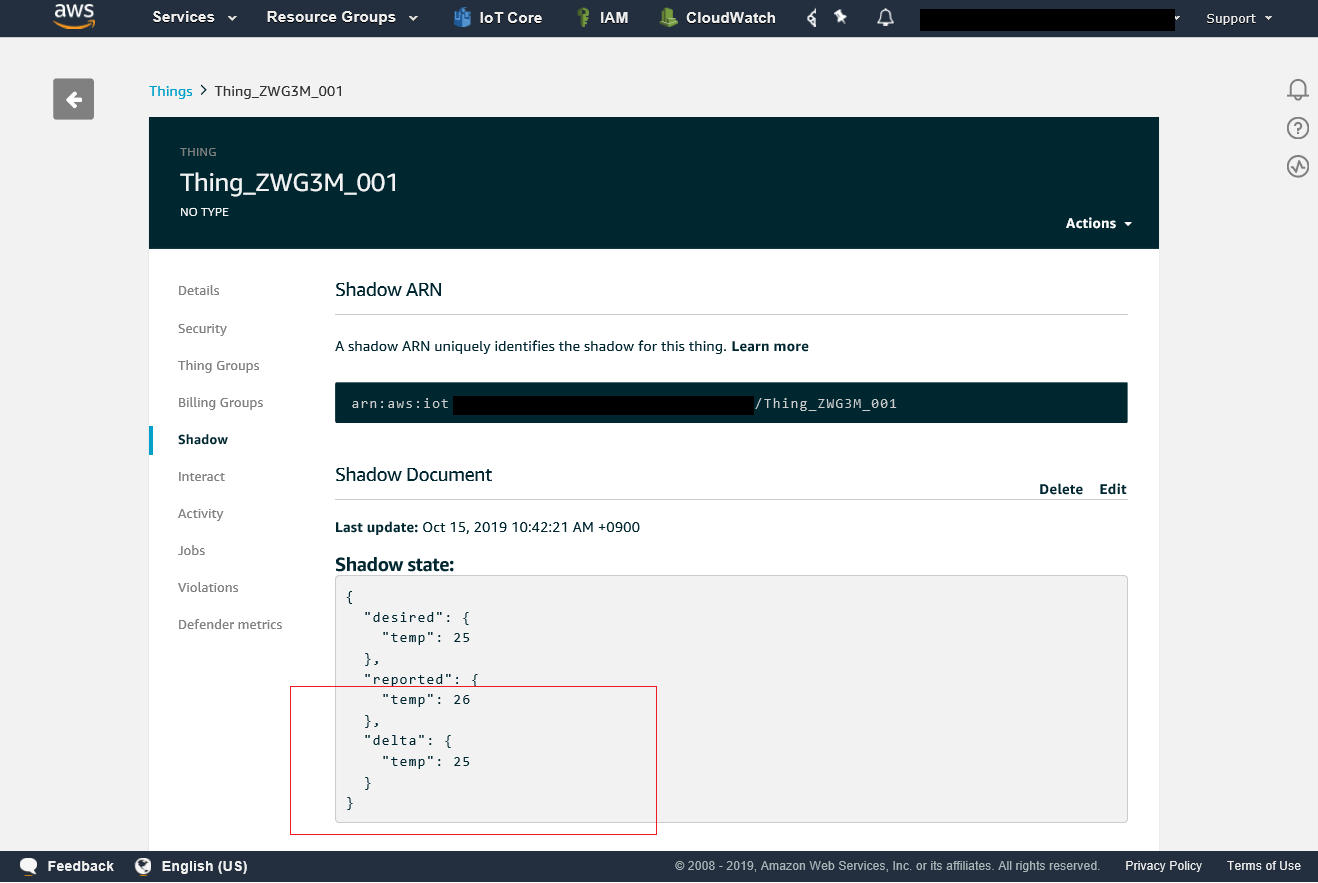 aws Services Resource Groups IoT Core IAM CloudWatch Support
Things > Thing_ZWG3M_001
THING
Thing_ZWG3M_001
NO TYPE
Actions
Details
Security
Thing Groups
Billing Groups
Shadow
Interact
Activity
Jobs
Violations
Defender metrics
Shadow ARN
A shadow ARN uniquely identifies the shadow for this thing. Learn more
arn:aws:iot /Thing_ZWG3M_001
Shadow Document
Delete Edit
Last update: Oct 15, 2019 10:42:21 AM +0900
Shadow state:
{
  "desired": {
    "temp": 25
  },
  "reported": {
    "temp": 26
  },
  "delta": {
    "temp": 25
  }
}
Feedback English (US) © 2008 - 2019, Amazon Web Services, Inc. or its affiliates. All rights reserved. Privacy Policy Terms of Use